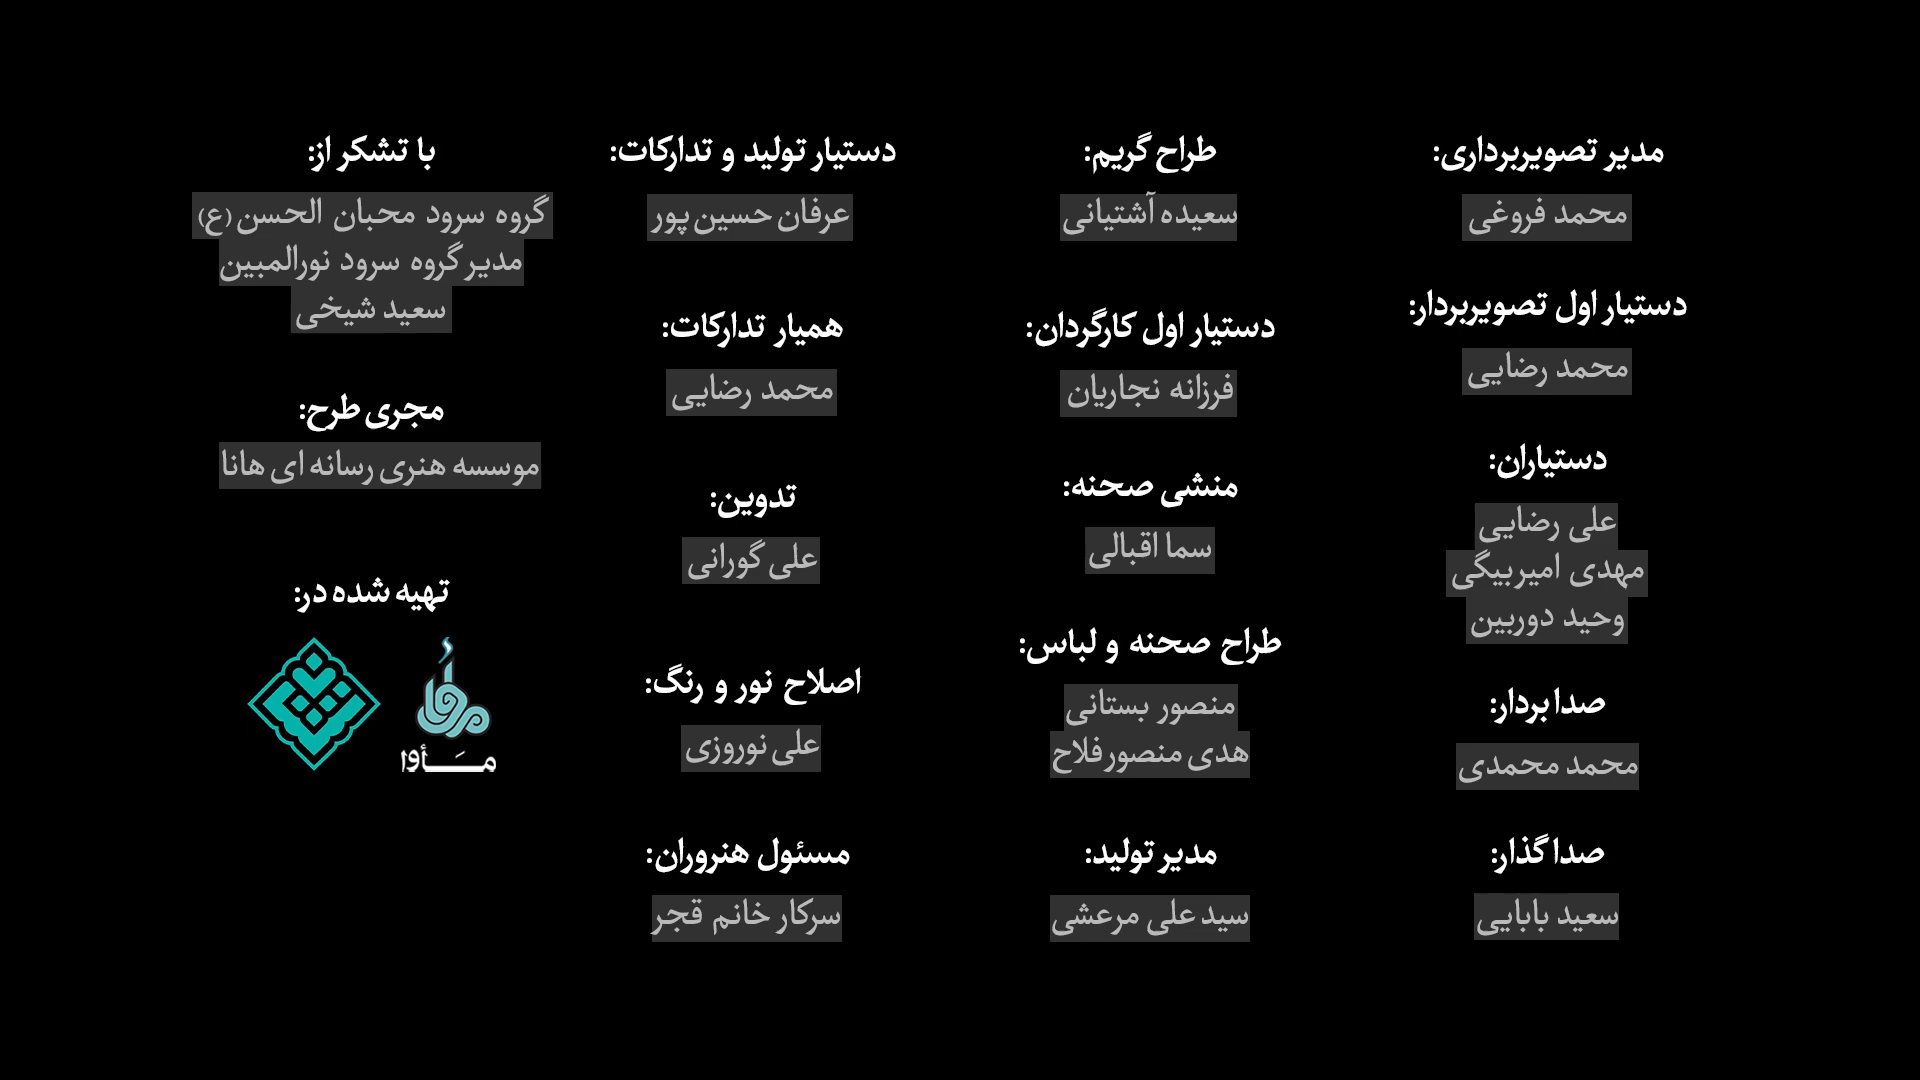 مدیر تصویربرداری:
محمد فروغی
دستیار اول تصویربردار:
محمد رضایی
دستیاران:
علی رضایی
مهدی امیربیگی
وحید دوربین
صدا بردار:
محمد محمدی
صدا گذار:
سعید بابایی
طراح گریم:
سعیده آشتیانی
دستیار اول کارگردان:
فرزانه نجاریان
منشی صحنه:
سما اقبالی
طراح صحنه و لباس:
منصور بستانی
هدی منصورفلاح
مدیر تولید:
سید علی مرعشی
دستیار تولید و تدارکات:
عرفان حسین پور
همیار تدارکات:
محمد رضایی
تدوین:
علی گورانی
اصلاح نور و رنگ:
علی نوروزی
مسئول هنروران:
سرکار خانم قجر
با تشکر از:
گروه سرود محبان الحسن (ع)
مدیر گروه سرود نورالمبین
سعید شیخی
مجری طرح:
موسسه هنری رسانه ای هانا
تهیه شده در:
مأوا